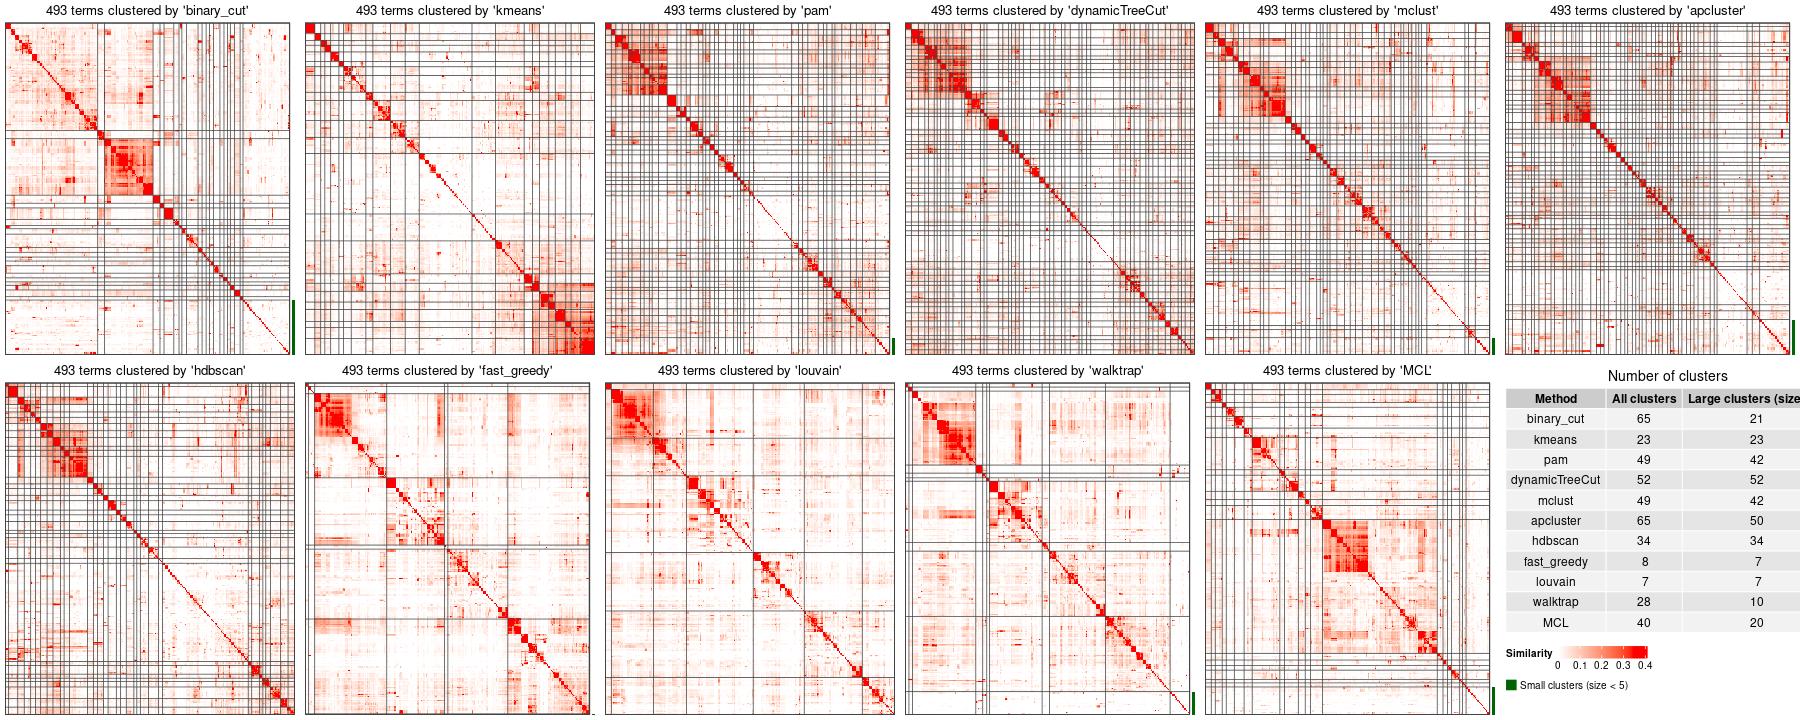 493 terms clustered by 'binary_cut'
493 terms clustered by 'kmeans'
493 terms clustered by 'pam'
493 terms clustered by 'dynamicTreeCut'
493 terms clustered by 'mclust'
493 terms clustered by 'apcluster'
493 terms clustered by 'hdbscan'
493 terms clustered by 'fast_greedy'
493 terms clustered by 'louvain'
493 terms clustered by 'walktrap'
493 terms clustered by 'MCL'
Number of clusters
Method All clusters Large clusters (size
binary_cut 65 21
kmeans 23 23
pam 49 42
dynamicTreeCut 52 52
mclust 49 42
apcluster 65 50
hdbscan 34 34
fast_greedy 8 7
louvain 7 7
walktrap 28 10
MCL 40 20
Similarity
0 0.1 0.2 0.3 0.4
Small clusters (size < 5)